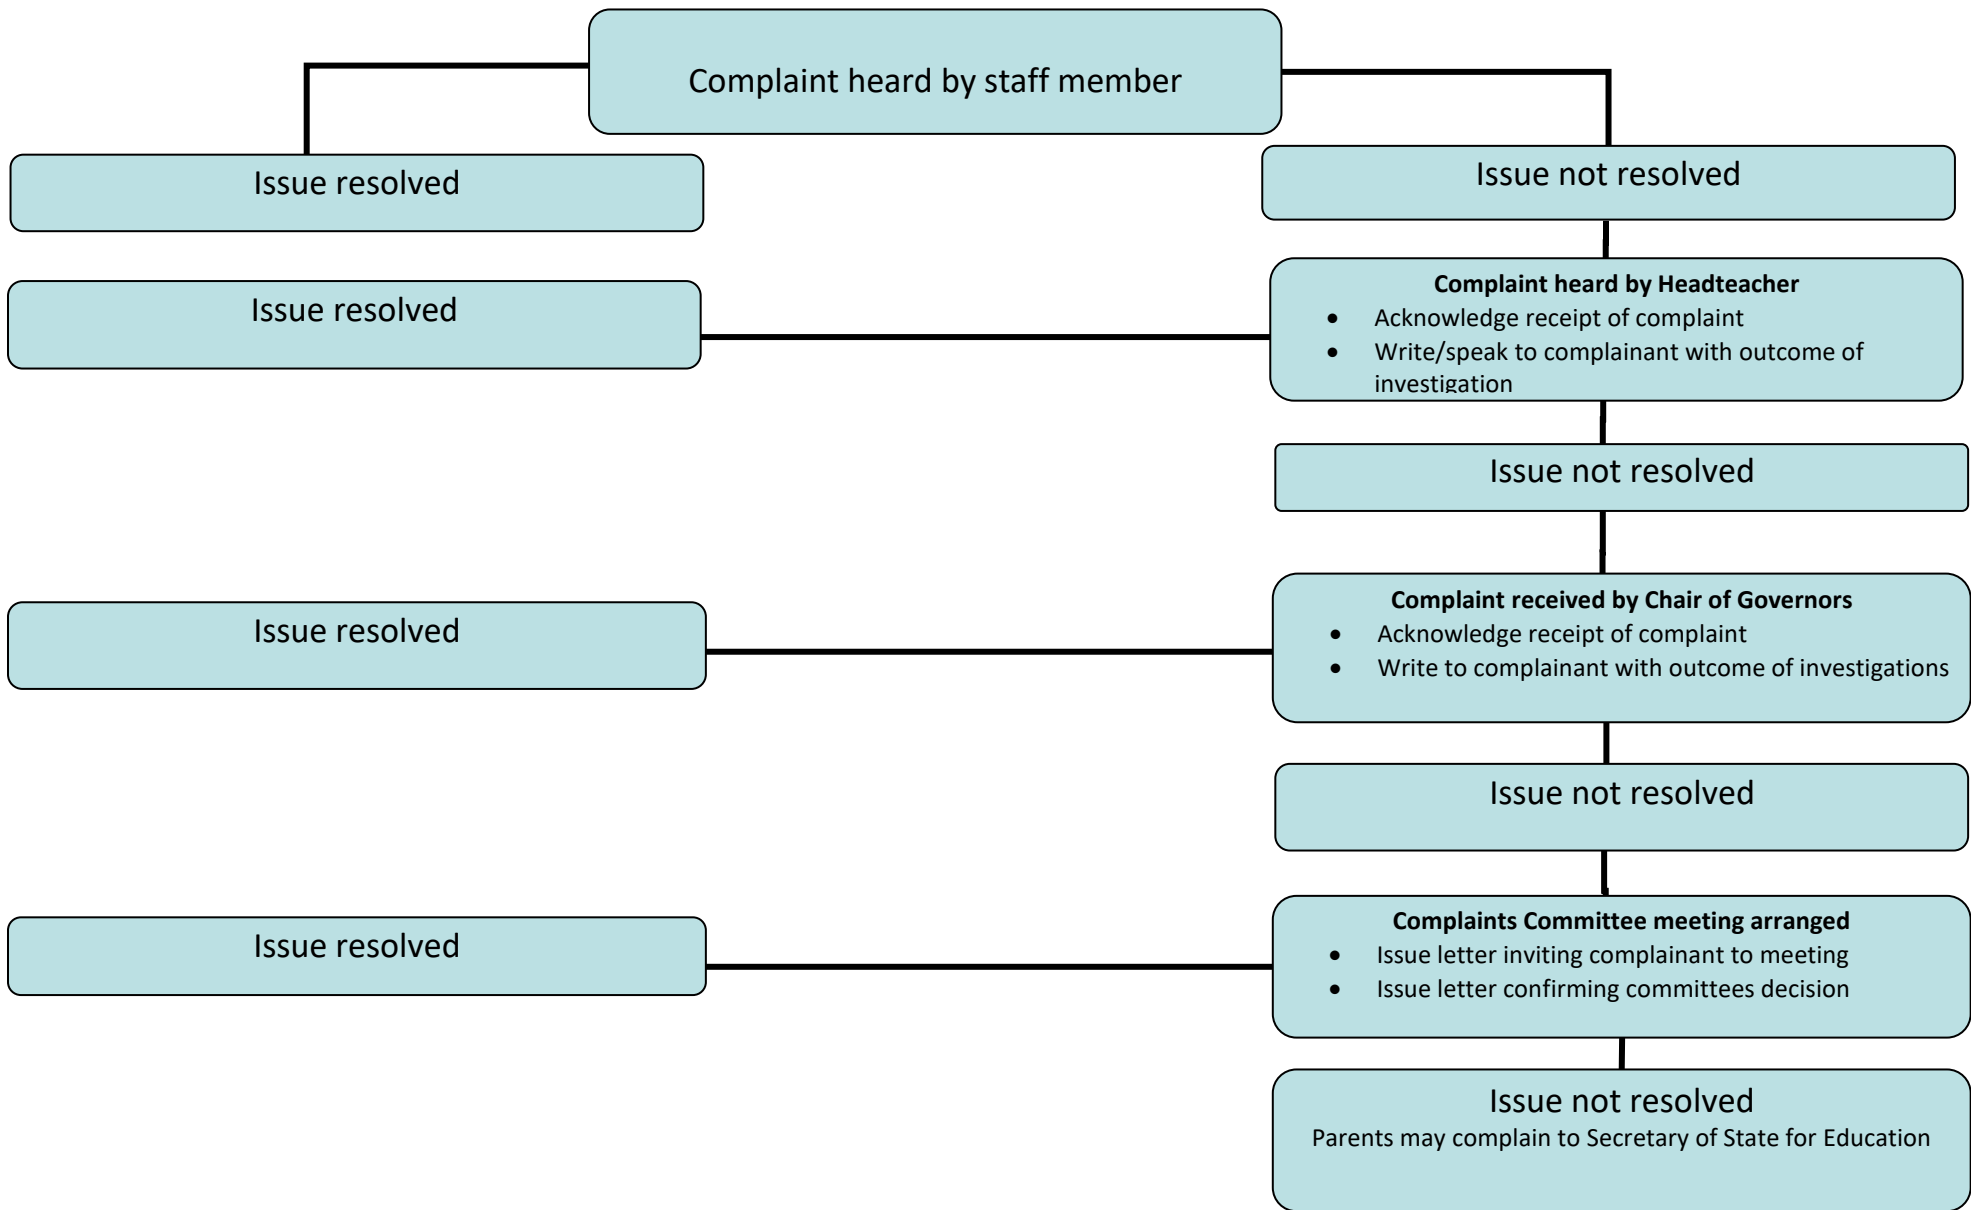 Complaint heard by staff member
Issue resolved
Issue not resolved
Issue resolved
Complaint heard by Headteacher
• Acknowledge receipt of complaint
• Write/speak to complainant with outcome of
investigation
Issue not resolved
Issue resolved
Complaint received by Chair of Governors
• Acknowledge receipt of complaint
• Write to complainant with outcome of investigations
Issue not resolved
Issue resolved
Complaints Committee meeting arranged
• Issue letter inviting complainant to meeting
• Issue letter confirming committees decision
Issue not resolved
Parents may complain to Secretary of State for Education